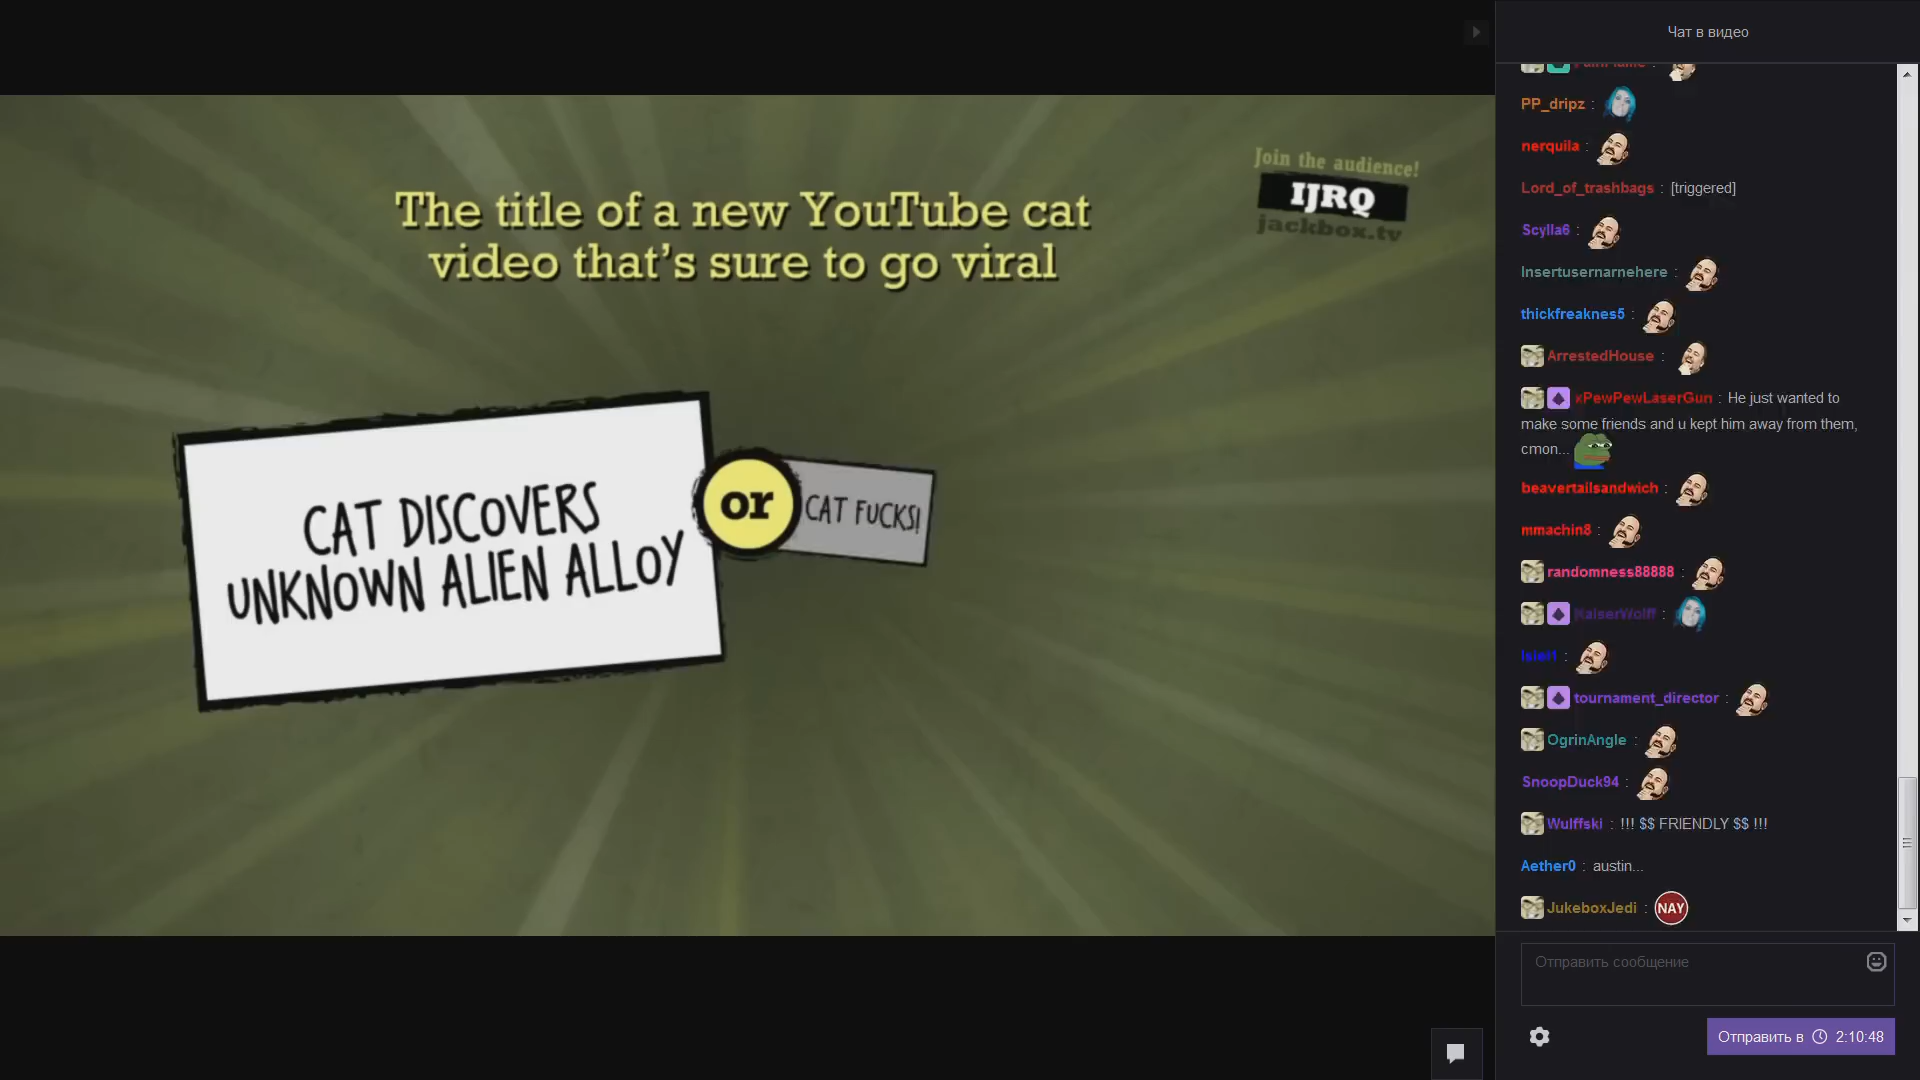 Чат в видео
Join the audience!
IJRQ
jackbox.tv
The title of a new YouTube cat
video that's sure to go viral
CAT DISCOVERS
UNKNOWN ALIEN ALLOY
or
CAT FUCKS!
PP_dripz :
nerquila :
Lord_of_trashbags : [triggered]
Scylla6 :
Insertusernamehere :
thickfreaknes5 :
ArrestedHouse :
xPewPewLaserGun : He just wanted to
make some friends and u kept him away from them,
cmon...
beavertailsandwich :
mmachin8 :
randomness88888 :
KaiserWolff :
tournament_director :
OgrinAngle :
SnoopDuck94 :
Wulffski : !!! $$ FRIENDLY $$ !!!
Aether0 : austin...
JukeboxJedi : NAY
Отправить сообщение
Отправить в 2:10:48